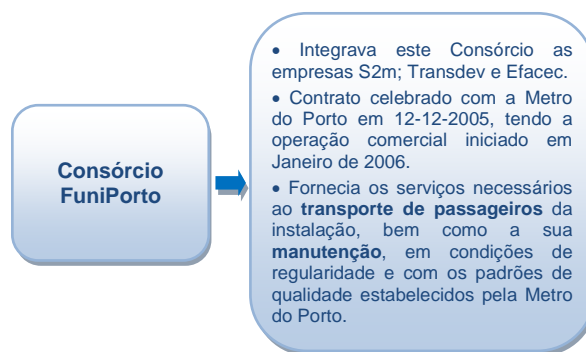 Consórcio
FuniPorto
• Integrava este Consórcio as
empresas S2m; Transdev e Efacec.
• Contrato celebrado com a Metro
do Porto em 12-12-2005, tendo a
operação comercial iniciado em
Janeiro de 2006.
• Fornecia os serviços necessários
ao transporte de passageiros da
instalação, bem como a sua
manutenção, em condições de
regularidade e com os padrões de
qualidade estabelecidos pela Metro
do Porto.